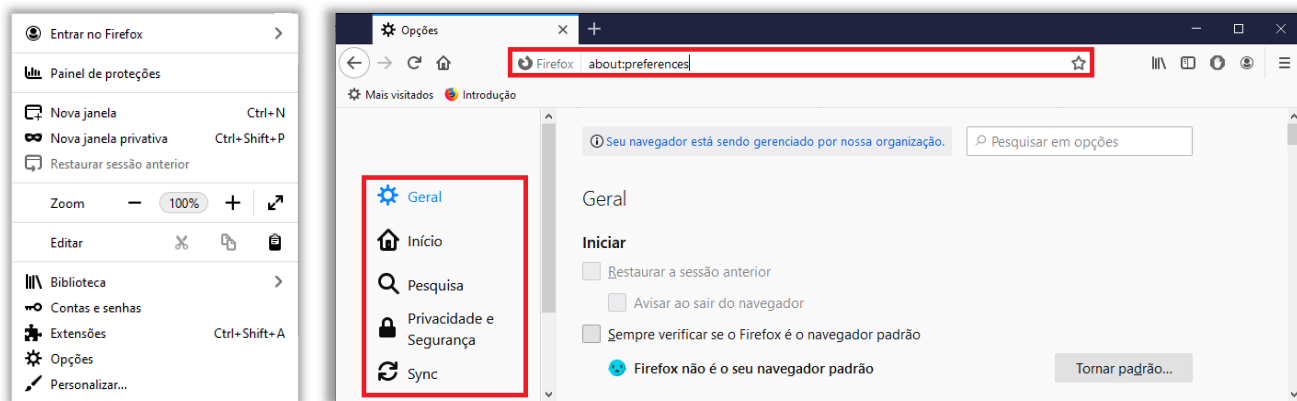 Entrar no Firefox
Painel de proteções
Nova janela Ctrl+N
Nova janela privativa Ctrl+Shift+P
Restaurar sessão anterior
Zoom 100%
Editar
Biblioteca
Contas e senhas
Extensões Ctrl+Shift+A
Opções
Personalizar...
Opções
Firefox about:preferences
Mais visitados Introdução
Seu navegador está sendo gerenciado por nossa organização. Pesquisar em opções
Geral
Início
Pesquisa
Privacidade e
Segurança
Sync
Geral
Iniciar
Restaurar a sessão anterior
Avisar ao sair do navegador
Sempre verificar se o Firefox é o navegador padrão
Firefox não é o seu navegador padrão Tornar padrão...